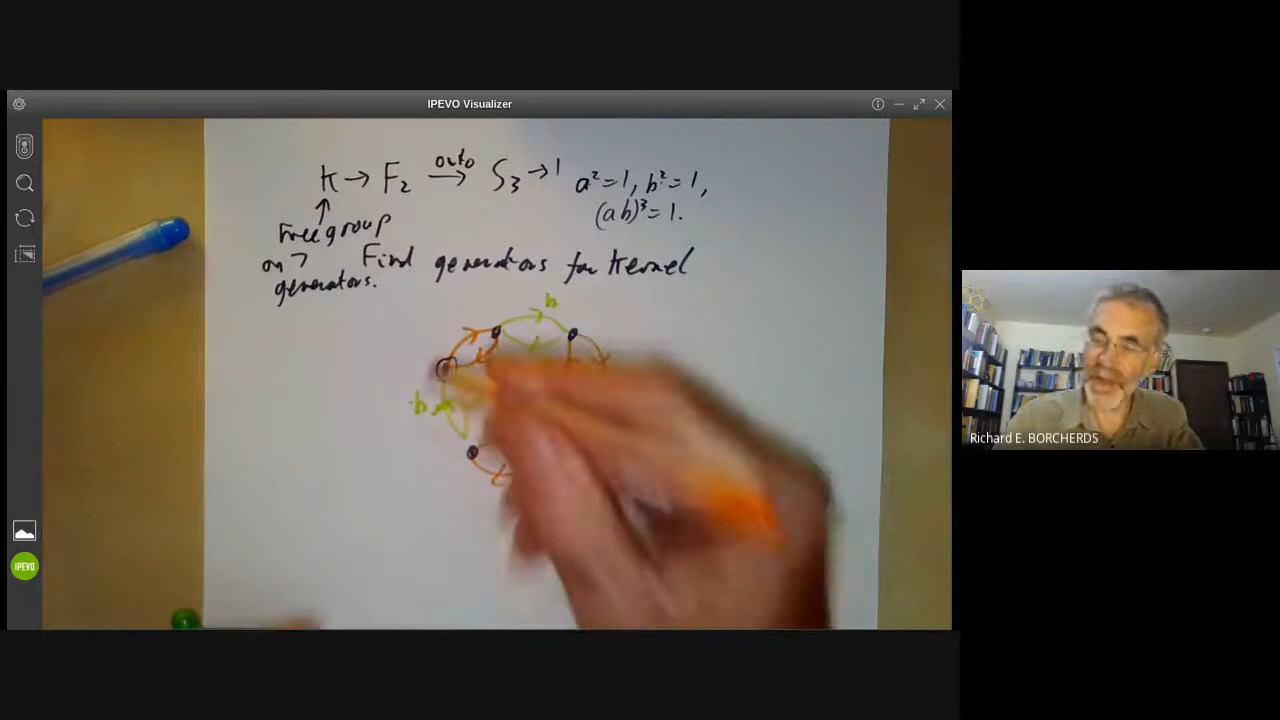 IPEVO Visualizer
K → F₂ onto → S₃ → 1 a² = 1, b² = 1,
(ab)³ = 1.
↑
Free group
on 7
generators.
Find generators for kernel
b
b
Richard E. BORCHERDS
IPEVO